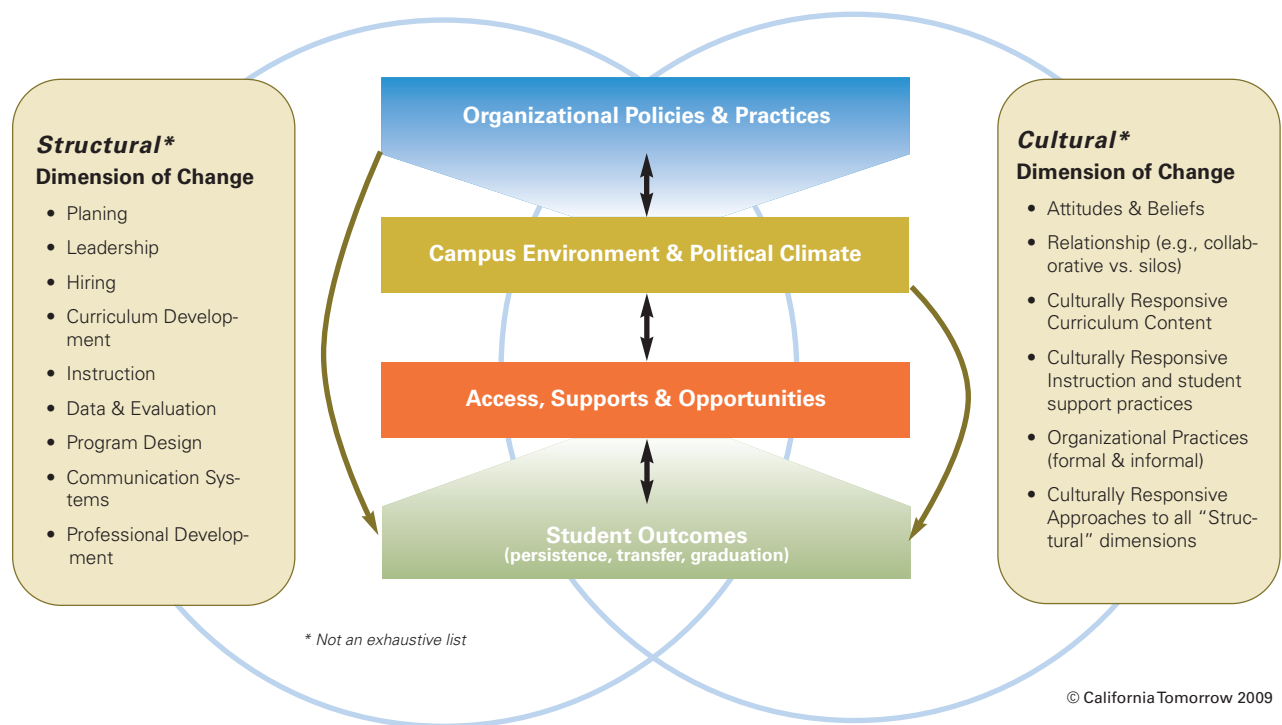 Structural*
Dimension of Change
• Planing
• Leadership
• Hiring
• Curriculum Develop-
ment
• Instruction
• Data & Evaluation
• Program Design
• Communication Sys-
tems
• Professional Develop-
ment
Organizational Policies & Practices
Campus Environment & Political Climate
Access, Supports & Opportunities
Student Outcomes
(persistence, transfer, graduation)
Cultural*
Dimension of Change
• Attitudes & Beliefs
• Relationship (e.g., collab-
orative vs. silos)
• Culturally Responsive
Curriculum Content
• Culturally Responsive
Instruction and student
support practices
• Organizational Practices
(formal & informal)
• Culturally Responsive
Approaches to all “Struc-
tural” dimensions
* Not an exhaustive list
© California Tomorrow 2009